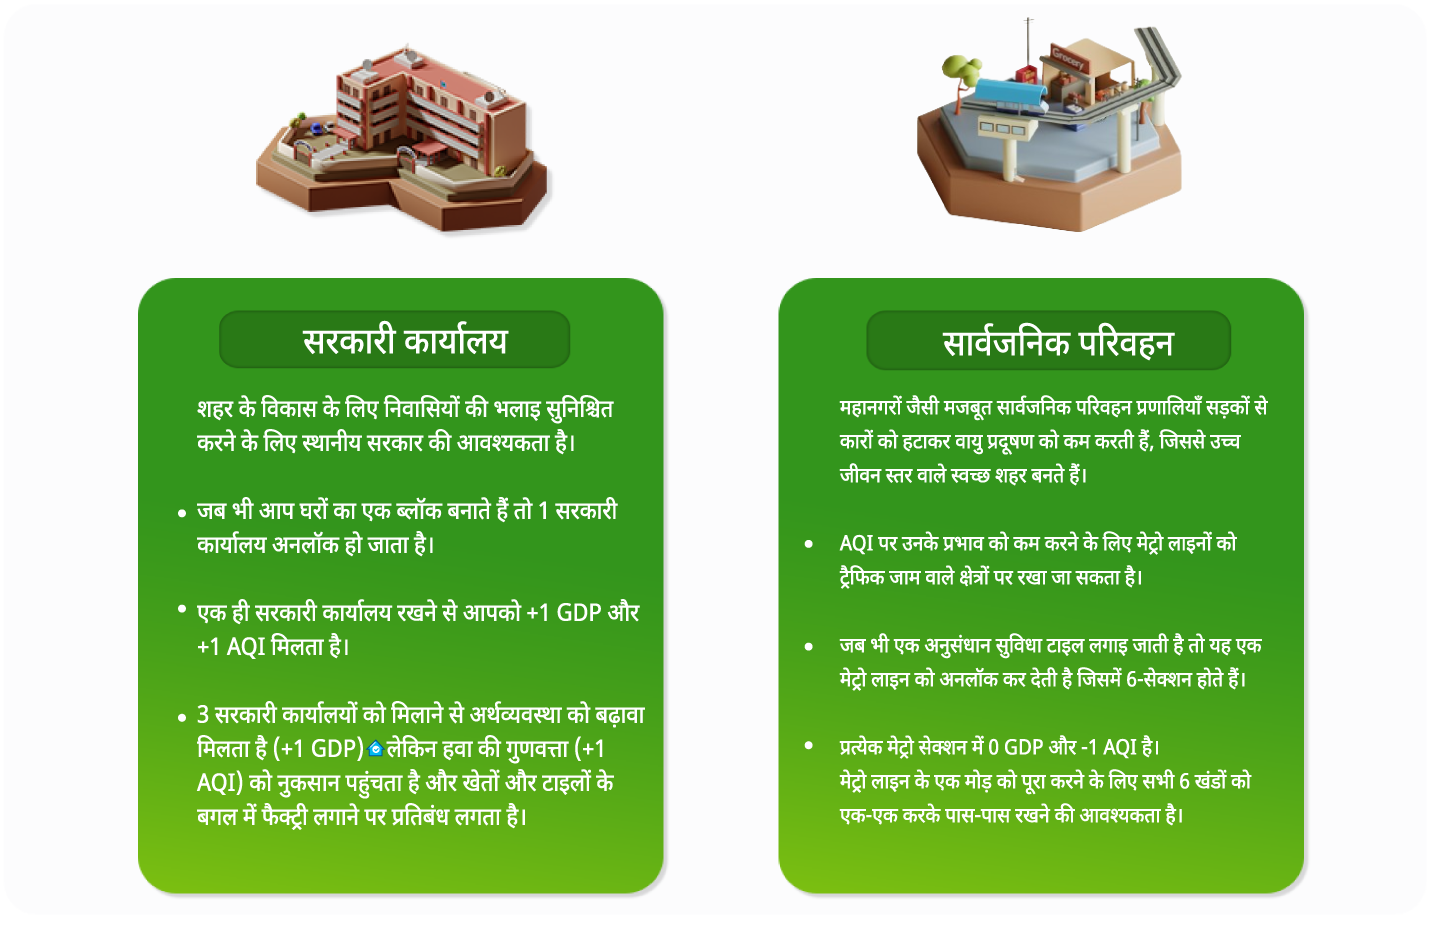 Grocery
सरकारी कार्यालय
शहर के विकास के लिए निवासियों की भलाइ सुनिश्चित
करने के लिए स्थानीय सरकार की आवश्यकता है।
• जब भी आप घरों का एक ब्लॉक बनाते हैं तो 1 सरकारी
कार्यालय अनलॉक हो जाता है।
• एक ही सरकारी कार्यालय रखने से आपको +1 GDP और
+1 AQI मिलता है।
• 3 सरकारी कार्यालयों को मिलाने से अर्थव्यवस्था को बढ़ावा
मिलता है (+1 GDP) लेकिन हवा की गुणवत्ता (+1
AQI) को नुकसान पहुंचता है और खेतों और टाइलों के
बगल में फैक्ट्री लगाने पर प्रतिबंध लगता है।
सार्वजनिक परिवहन
महानगरों जैसी मजबूत सार्वजनिक परिवहन प्रणालियाँ सड़कों से
कारों को हटाकर वायु प्रदूषण को कम करती हैं, जिससे उच्च
जीवन स्तर वाले स्वच्छ शहर बनते हैं।
• AQI पर उनके प्रभाव को कम करने के लिए मेट्रो लाइनों को
ट्रैफिक जाम वाले क्षेत्रों पर रखा जा सकता है।
• जब भी एक अनुसंधान सुविधा टाइल लगाइ जाती है तो यह एक
मेट्रो लाइन को अनलॉक कर देती है जिसमें 6-सेक्शन होते हैं।
• प्रत्येक मेट्रो सेक्शन में 0 GDP और -1 AQI है।
मेट्रो लाइन के एक मोड़ को पूरा करने के लिए सभी 6 खंडों को
एक-एक करके पास-पास रखने की आवश्यकता है।